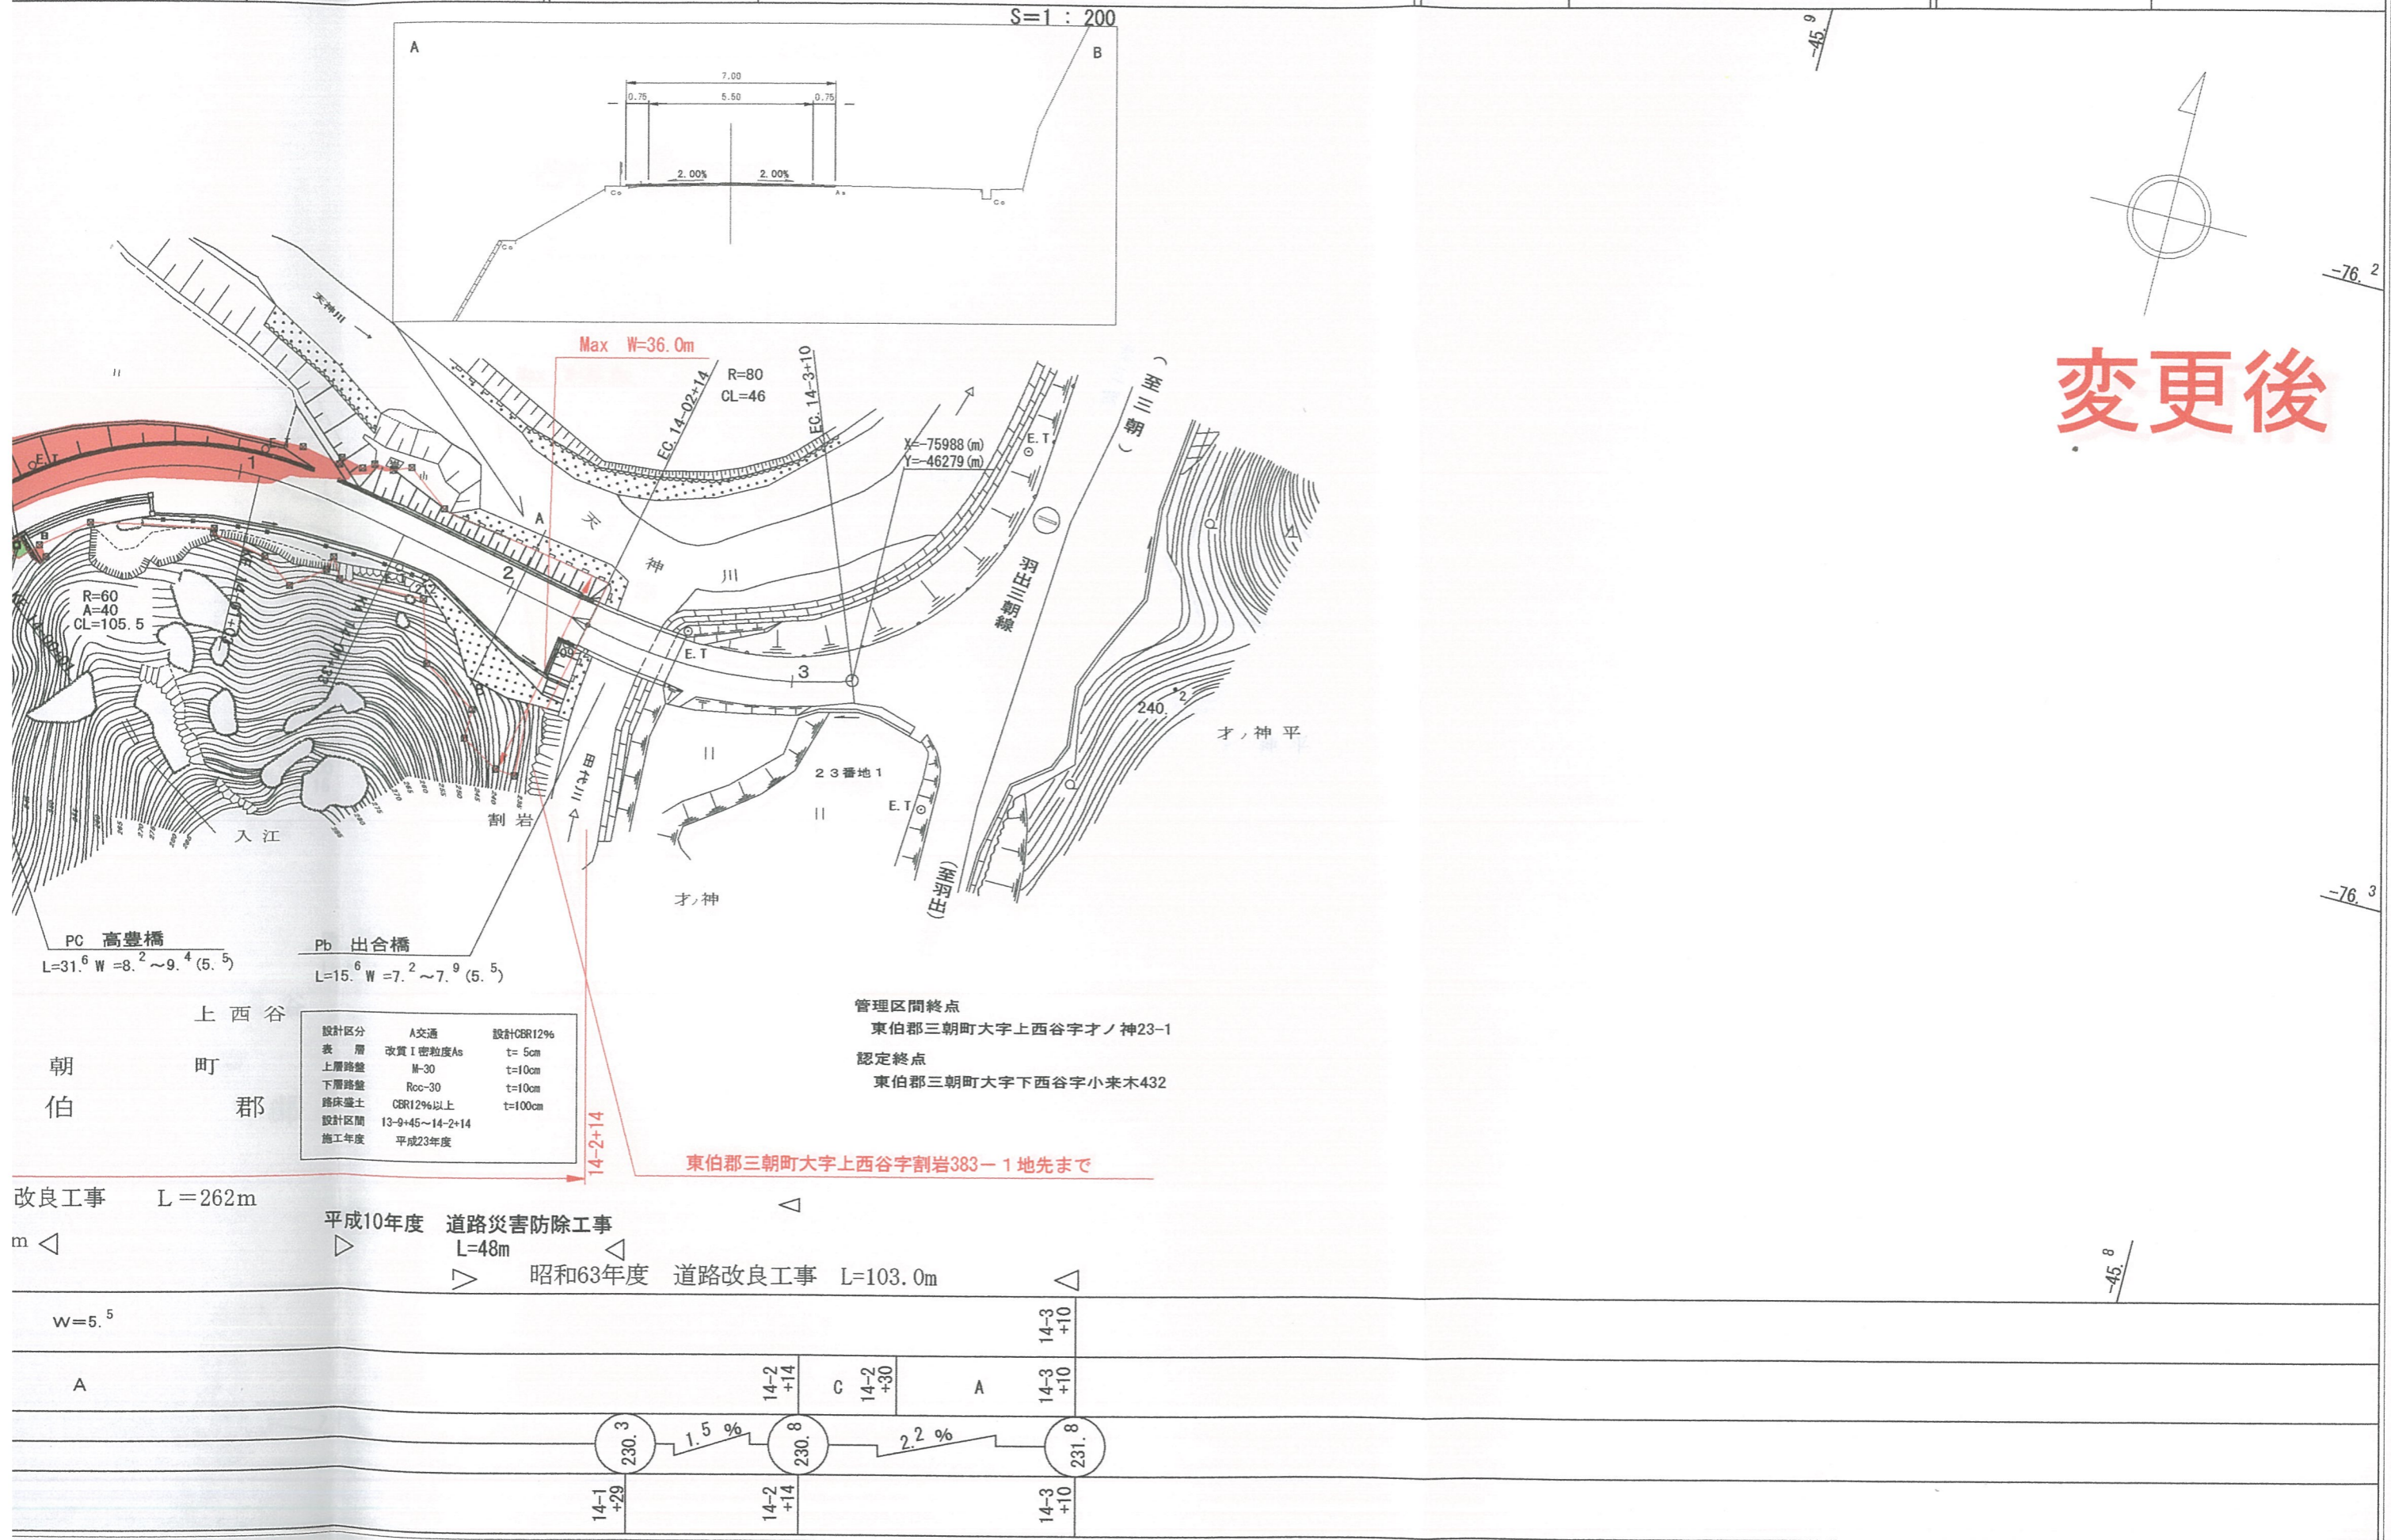 S=1 : 200
A
B
7.00
0.75
5.50
0.75
2.00%
2.00%
Co
As
Co
Co
-45. 9
-76. 2
変更後
-76. 3
-45. 8
天神川
Max W=36.0m
R=80
CL=46
EC. 14-02+14
EC. 14-3+10
X=-75988(m)
Y=-46279(m)
(至三朝)
E.T
羽出三朝線
E.T
E.T
1
A
天神川
2
R=60
A=40
CL=105.5
B
E.T
3
240. 2
才ノ神平
23番地1
E.T
田代川
割岩
入江
才ノ神
(至羽出)
PC 高豊橋
L=31.6 W =8.2～9.4(5.5)
Pb 出合橋
L=15.6 W =7.2～7.9(5.5)
上西谷
朝 町
伯 郡
設計区分 A交通 設計CBR12%
表 層 改質Ⅰ密粒度As t= 5cm
上層路盤 M-30 t=10cm
下層路盤 Rcc-30 t=10cm
路床盛土 CBR12%以上 t=100cm
設計区間 13-9+45～14-2+14
施工年度 平成23年度
管理区間終点
東伯郡三朝町大字上西谷字才ノ神23-1
認定終点
東伯郡三朝町大字下西谷字小来木432
14-2+14
東伯郡三朝町大字上西谷字割岩383－1地先まで
改良工事 L=262m
平成10年度 道路災害防除工事
m
L=48m
昭和63年度 道路改良工事 L=103.0m
W=5.5
14-3 +10
A
14-2 +14
C
14-2 +30
A
14-3 +10
230. 3
1.5 %
230. 8
2.2 %
231. 8
14-1 +29
14-2 +14
14-3 +10